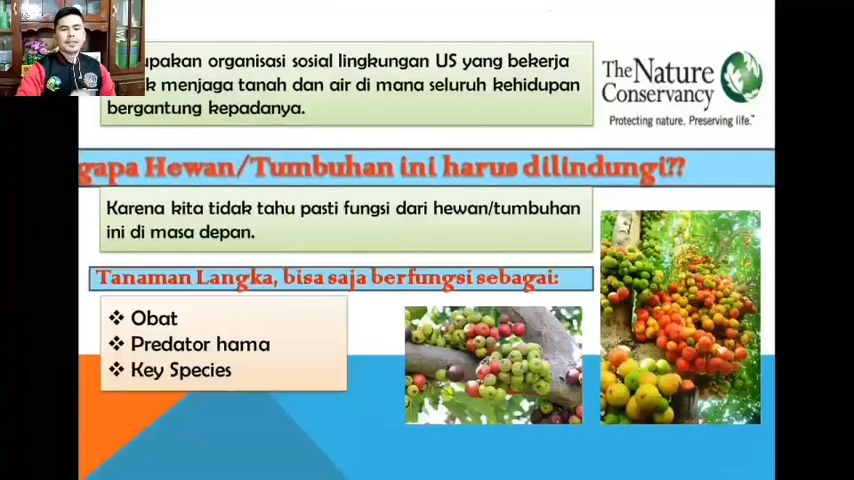 upakan organisasi sosial lingkungan US yang bekerja
k menjaga tanah dan air di mana seluruh kehidupan
bergantung kepadanya.
The Nature
Conservancy
Protecting nature. Preserving life.™
gapa Hewan/Tumbuhan ini harus dilindungi??
Karena kita tidak tahu pasti fungsi dari hewan/tumbuhan
ini di masa depan.
Tanaman Langka, bisa saja berfungsi sebagai:
❖ Obat
❖ Predator hama
❖ Key Species